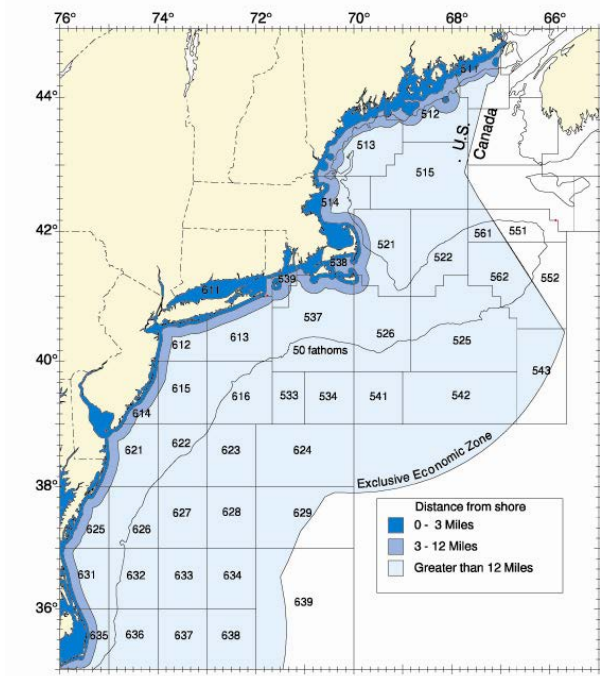 76° 74° 72° 70° 68° 66°
511
44°
512
513
U.S.
Canada
515
514
42°
521
561 551
522
538
539
562 552
611
537
613
612
526
525
50 fathoms
40°
543
615
616 533 534 541 542
614
622
621 623 624
Exclusive Economic Zone
38°
627 628 629
625 626
Distance from shore
0 - 3 Miles
3 - 12 Miles
Greater than 12 Miles
631 632 633 634
639
36°
635 636 637 638